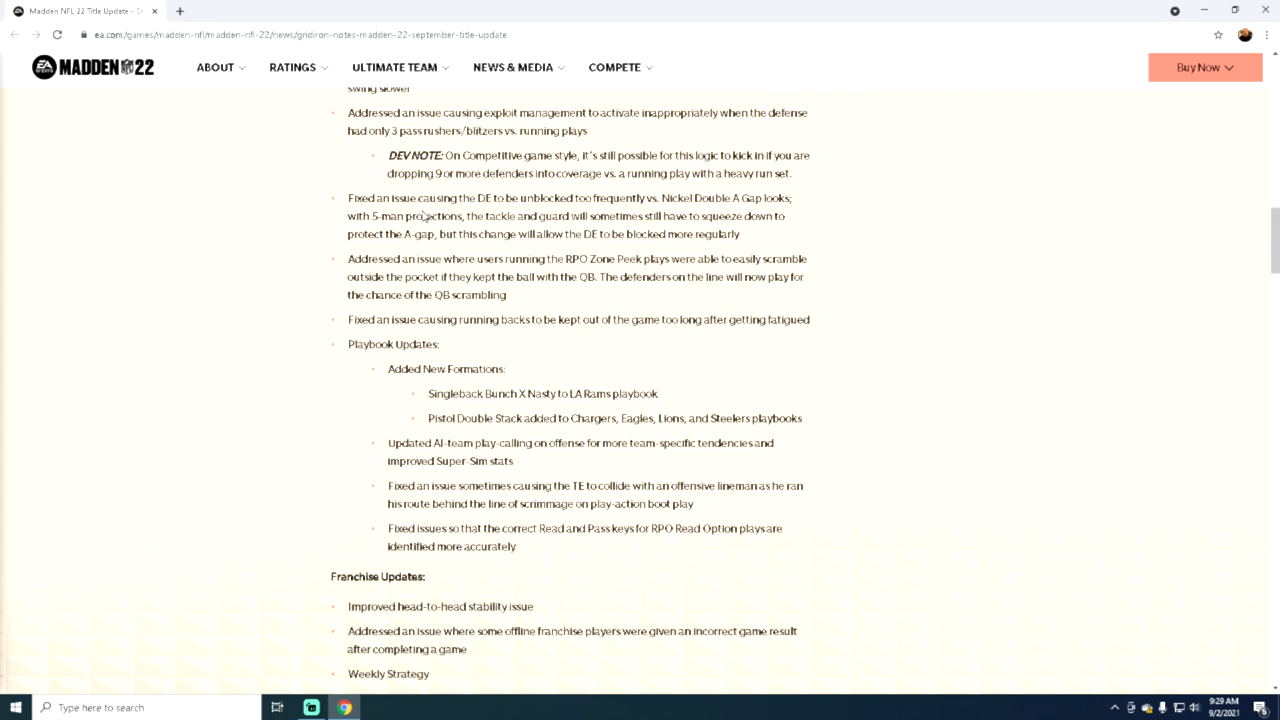 Madden NFL 22 Title Update - S
ea.com/games/madden-nfl/madden-nfl-22/news/gridiron-notes-madden-22-september-title-update
EA SPORTS MADDEN NFL 22
ABOUT
RATINGS
ULTIMATE TEAM
NEWS & MEDIA
COMPETE
Buy Now
swing slower
Addressed an issue causing exploit management to activate inappropriately when the defense
had only 3 pass rushers/blitzers vs. running plays
DEV NOTE: On Competitive game style, it's still possible for this logic to kick in if you are
dropping 9 or more defenders into coverage vs. a running play with a heavy run set.
Fixed an issue causing the DE to be unblocked too frequently vs. Nickel Double A Gap looks;
with 5-man projections, the tackle and guard will sometimes still have to squeeze down to
protect the A-gap, but this change will allow the DE to be blocked more regularly
Addressed an issue where users running the RPO Zone Peek plays were able to easily scramble
outside the pocket if they kept the ball with the QB. The defenders on the line will now play for
the chance of the QB scrambling
Fixed an issue causing running backs to be kept out of the game too long after getting fatigued
Playbook Updates:
Added New Formations:
Singleback Bunch X Nasty to LA Rams playbook
Pistol Double Stack added to Chargers, Eagles, Lions, and Steelers playbooks
Updated AI-team play-calling on offense for more team-specific tendencies and
improved Super-Sim stats
Fixed an issue sometimes causing the TE to collide with an offensive lineman as he ran
his route behind the line of scrimmage on play-action boot play
Fixed issues so that the correct Read and Pass keys for RPO Read Option plays are
identified more accurately
Franchise Updates:
Improved head-to-head stability issue
Addressed an issue where some offline franchise players were given an incorrect game result
after completing a game
Weekly Strategy
Type here to search
9:29 AM
9/2/2021